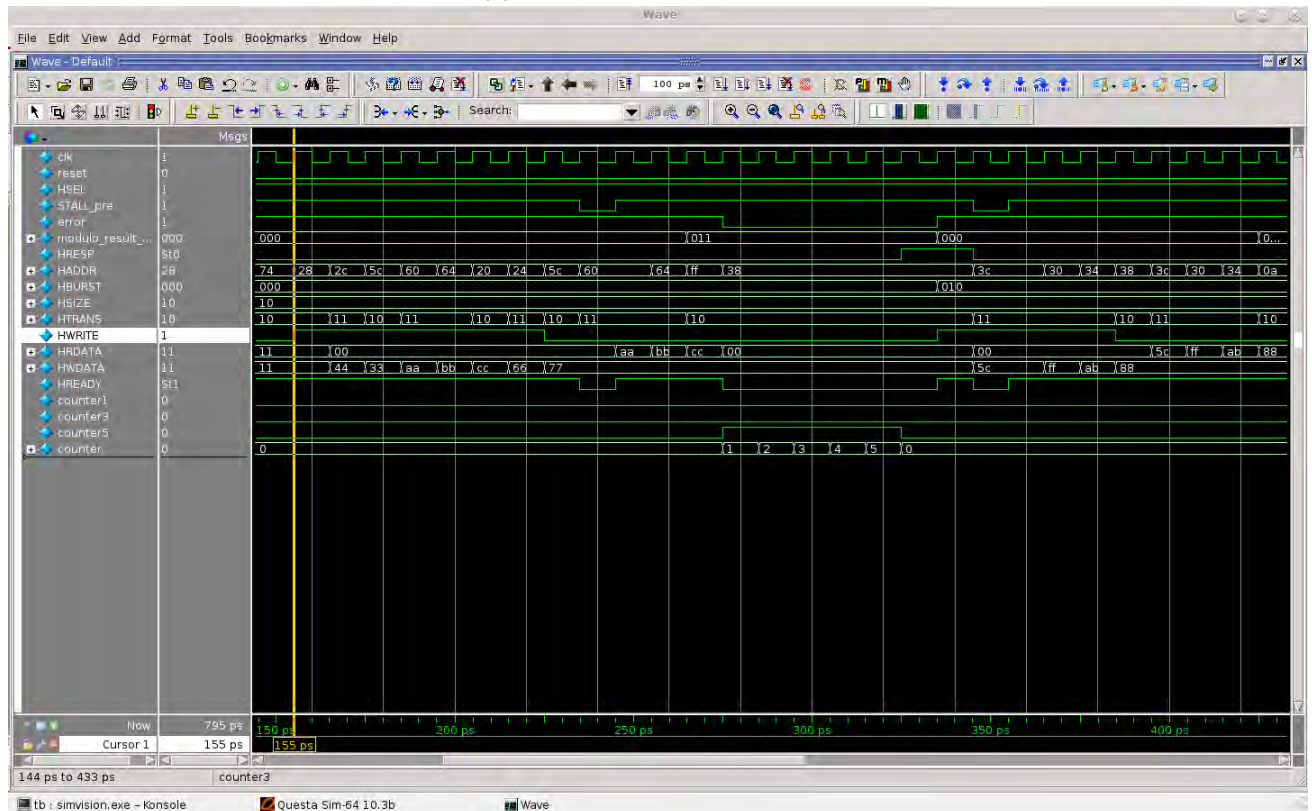 Wave
File Edit View Add Format Tools Bookmarks Window Help
Wave - Default
100 ps
Search:
Msgs
clk 1
reset 0
HSEL 1
STALL_pre 1
error 1
modulo_result_... 000 000 011 000 0...
HRESP St0
HADDR 28 74 28 2c 5c 60 64 20 24 5c 60 64 ff 38 3c 30 34 38 3c 30 34 0a
HBURST 000 000 010
HSIZE 10 10
HTRANS 10 10 11 10 11 10 11 10 11 10 11 10 11 10
HWRITE 1
HRDATA 11 11 00 aa bb cc 00 00 5c ff ab 88
HWDATA 11 11 44 33 aa bb cc 66 77 5c ff ab 88
HREADY St1
counter1 0
counter3 0
counter5 0
counter 0 0 1 2 3 4 5 0
Now 795 ps 150 ps 200 ps 250 ps 300 ps 350 ps 400 ps
Cursor 1 155 ps 155 ps
144 ps to 433 ps counter3
tb : simvision.exe – Konsole Questa Sim-64 10.3b Wave